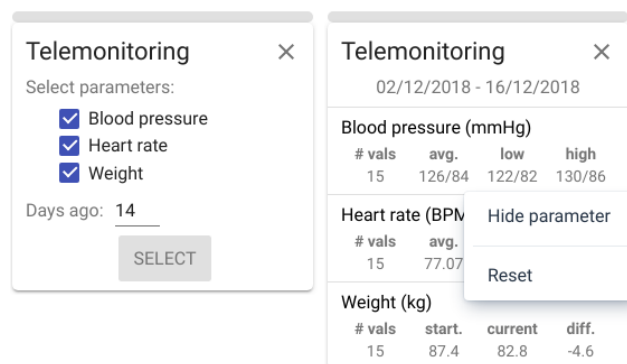 Telemonitoring
Select parameters:
Blood pressure
Heart rate
Weight
Days ago: 14
SELECT
Telemonitoring
02/12/2018 - 16/12/2018
Blood pressure (mmHg)
# vals avg. low high
15 126/84 122/82 130/86
Heart rate (BPM
# vals avg.
15 77.07
Hide parameter
Reset
Weight (kg)
# vals start. current diff.
15 87.4 82.8 -4.6